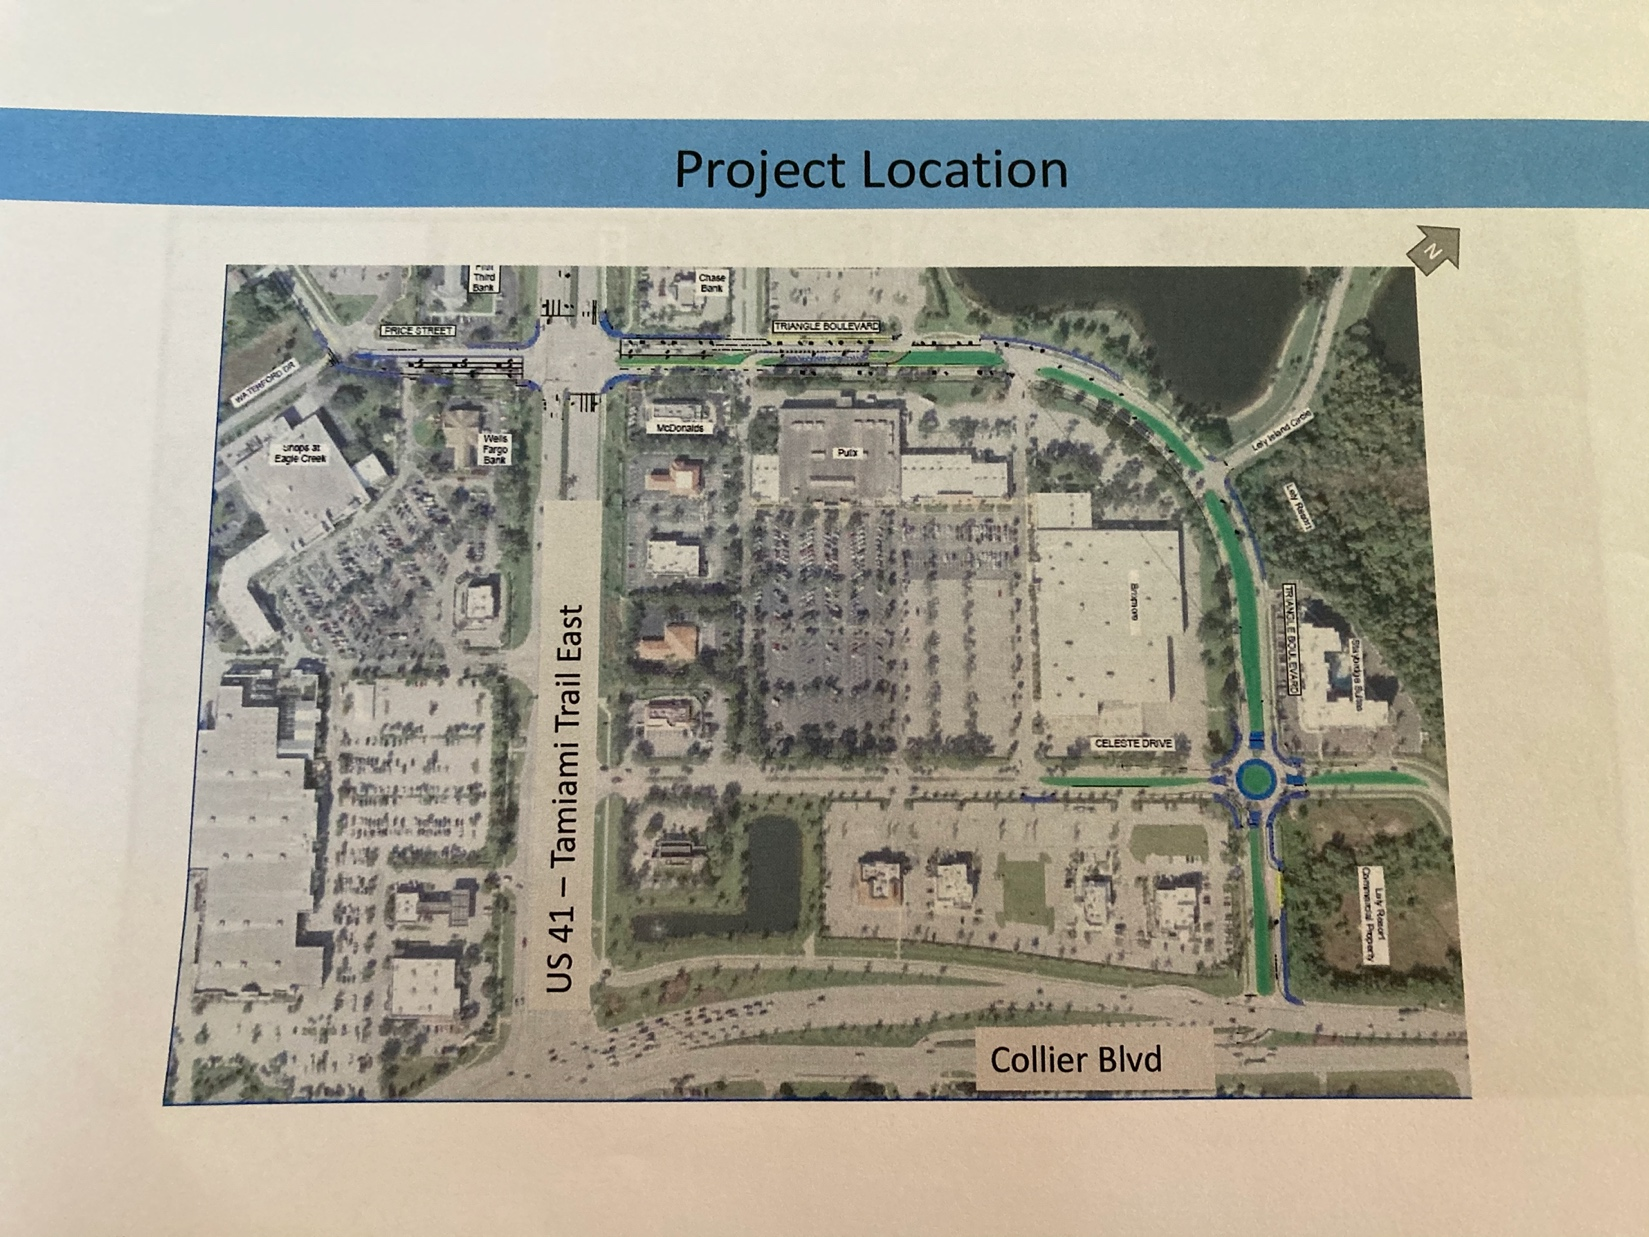 Project Location
N
Third
Bank
Chase
Bank
PRICE STREET
TRIANGLE BOULEVARD
WATERFORD DR
McDonalds
Shops at
Eagle Creek
Wells
Fargo
Bank
Lely Island Circle
Lely Resort
TRIANGLE BOULEVARD
CELESTE DRIVE
US 41 – Tamiami Trail East
Lely Resort
Commercial Property
Collier Blvd